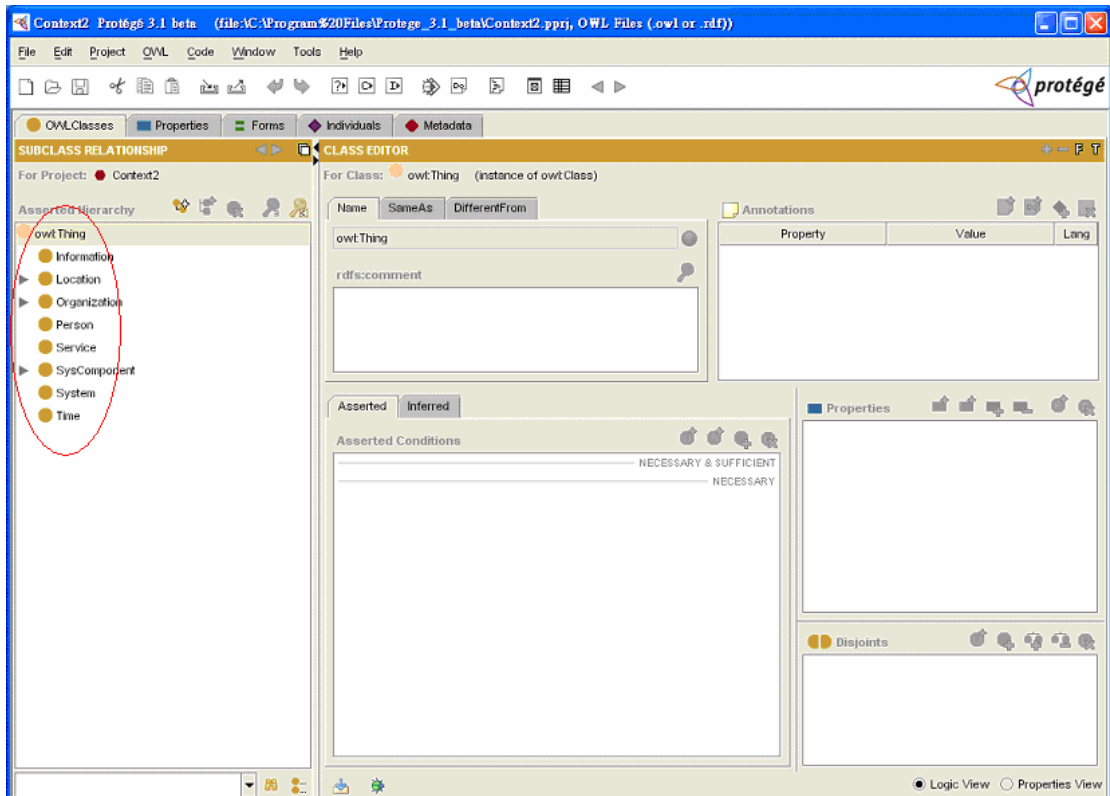 Context2 Protégé 3.1 beta (file:\C:\Program%20Files\Protege_3.1_beta\Context2.pprj, OWL Files (.owl or .rdf))
File Edit Project OWL Code Window Tools Help
protégé
OWLClasses Properties Forms Individuals Metadata
SUBCLASS RELATIONSHIP
For Project: Context2
Asserted Hierarchy
owl:Thing
Information
Location
Organization
Person
Service
SysComponent
System
Time
CLASS EDITOR
F T
For Class: owl:Thing (instance of owl:Class)
Name SameAs DifferentFrom
owl:Thing
rdfs:comment
Annotations
Property Value Lang
Asserted Inferred
Asserted Conditions
NECESSARY & SUFFICIENT
NECESSARY
Properties
Disjoints
Logic View Properties View